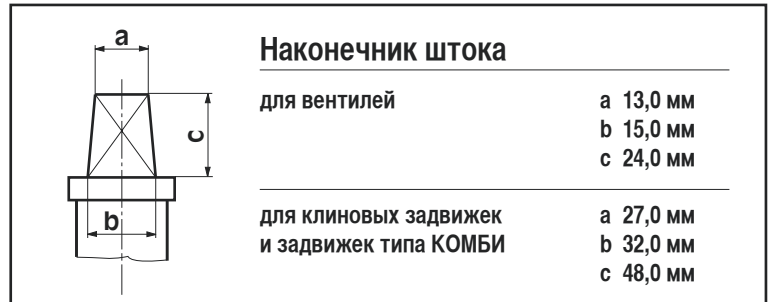 a
c
b
Наконечник штока
для вентилей a 13,0 мм
b 15,0 мм
c 24,0 мм
для клиновых задвижек a 27,0 мм
и задвижек типа КОМБИ b 32,0 мм
c 48,0 мм